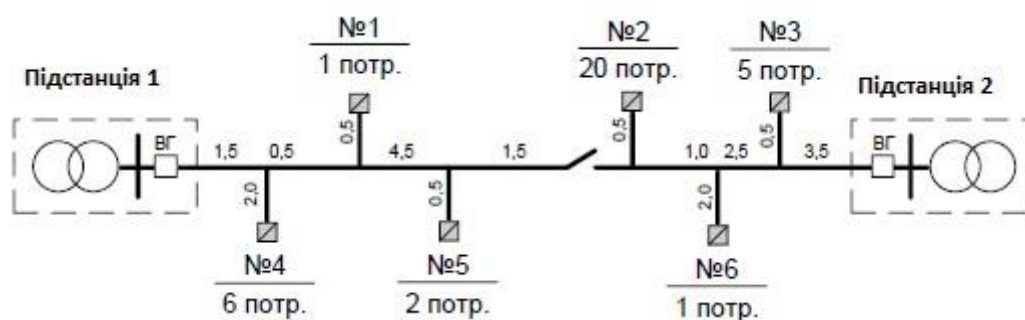 №1
1 потр.
№2
20 потр.
№3
5 потр.
Підстанція 1
Підстанція 2
ВГ
1,5
0,5
0,5
4,5
1,5
0,5
1,0
2,5
0,5
3,5
ВГ
2,0
0,5
2,0
№4
6 потр.
№5
2 потр.
№6
1 потр.